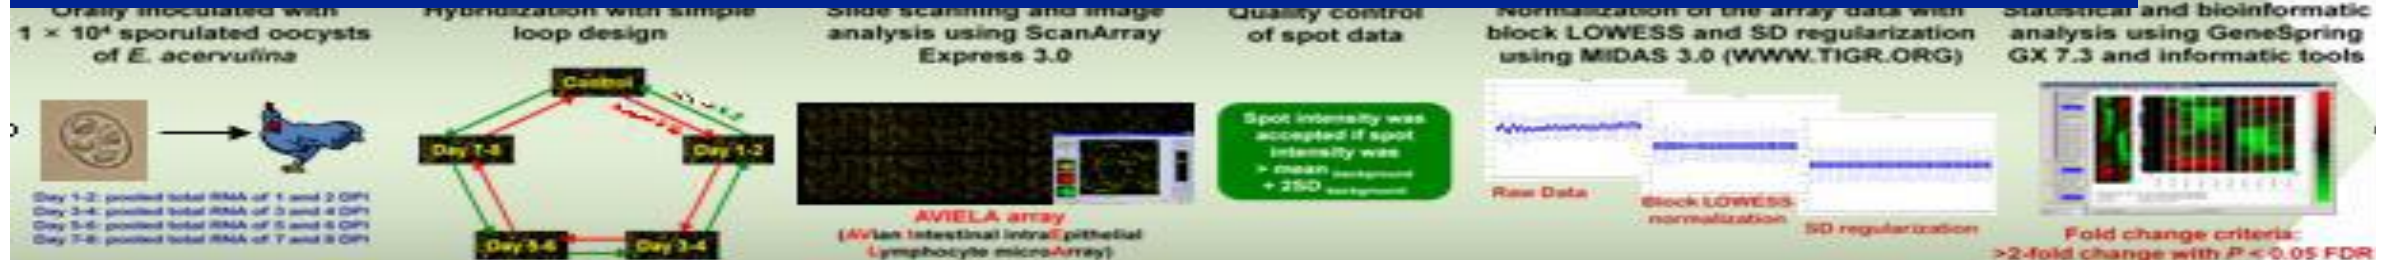 Orally inoculated with
1 × 10⁴ sporulated oocysts
of E. acervulina
Day 1-2: pooled total RNA of 1 and 2 DPI
Day 3-4: pooled total RNA of 3 and 4 DPI
Day 5-6: pooled total RNA of 5 and 6 DPI
Day 7-8: pooled total RNA of 7 and 8 DPI
Hybridization with simple
loop design
Control
Day 7-8
Day 1-2
Day 5-6
Day 3-4
Slide scanning and image
analysis using ScanArray
Express 3.0
AVIELA array
(AVian Intestinal intraEpithelial
Lymphocyte microArray)
Quality control
of spot data
Spot intensity was
accepted if spot
intensity was
> mean background
+ 2SD background
Normalization of the array data with
block LOWESS and SD regularization
using MIDAS 3.0 (WWW.TIGR.ORG)
Raw Data
Block LOWESS
normalization
SD regularization
Statistical and bioinformatic
analysis using GeneSpring
GX 7.3 and informatic tools
Fold change criteria:
>2-fold change with P < 0.05 FDR